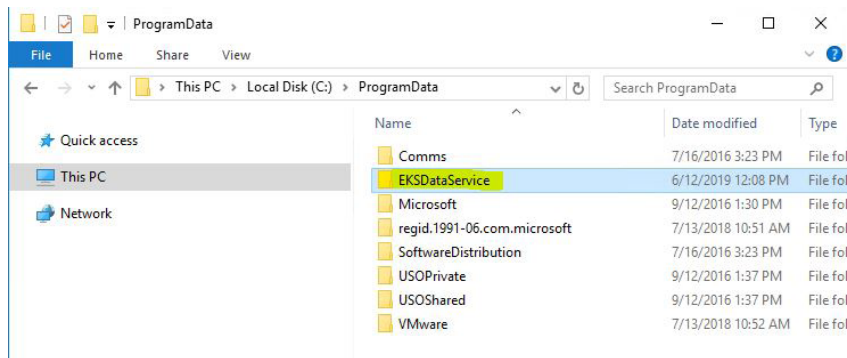 ProgramData
File Home Share View
This PC > Local Disk (C:) > ProgramData Search ProgramData
Name Date modified Type
Quick access
This PC
Network
Comms 7/16/2016 3:23 PM File fol
EKSDataService 6/12/2019 12:08 PM File fol
Microsoft 9/12/2016 1:30 PM File fol
regid.1991-06.com.microsoft 7/13/2018 10:51 AM File fol
SoftwareDistribution 7/16/2016 3:23 PM File fol
USOPrivate 9/12/2016 1:37 PM File fol
USOShared 9/12/2016 1:37 PM File fol
VMware 7/13/2018 10:52 AM File fol